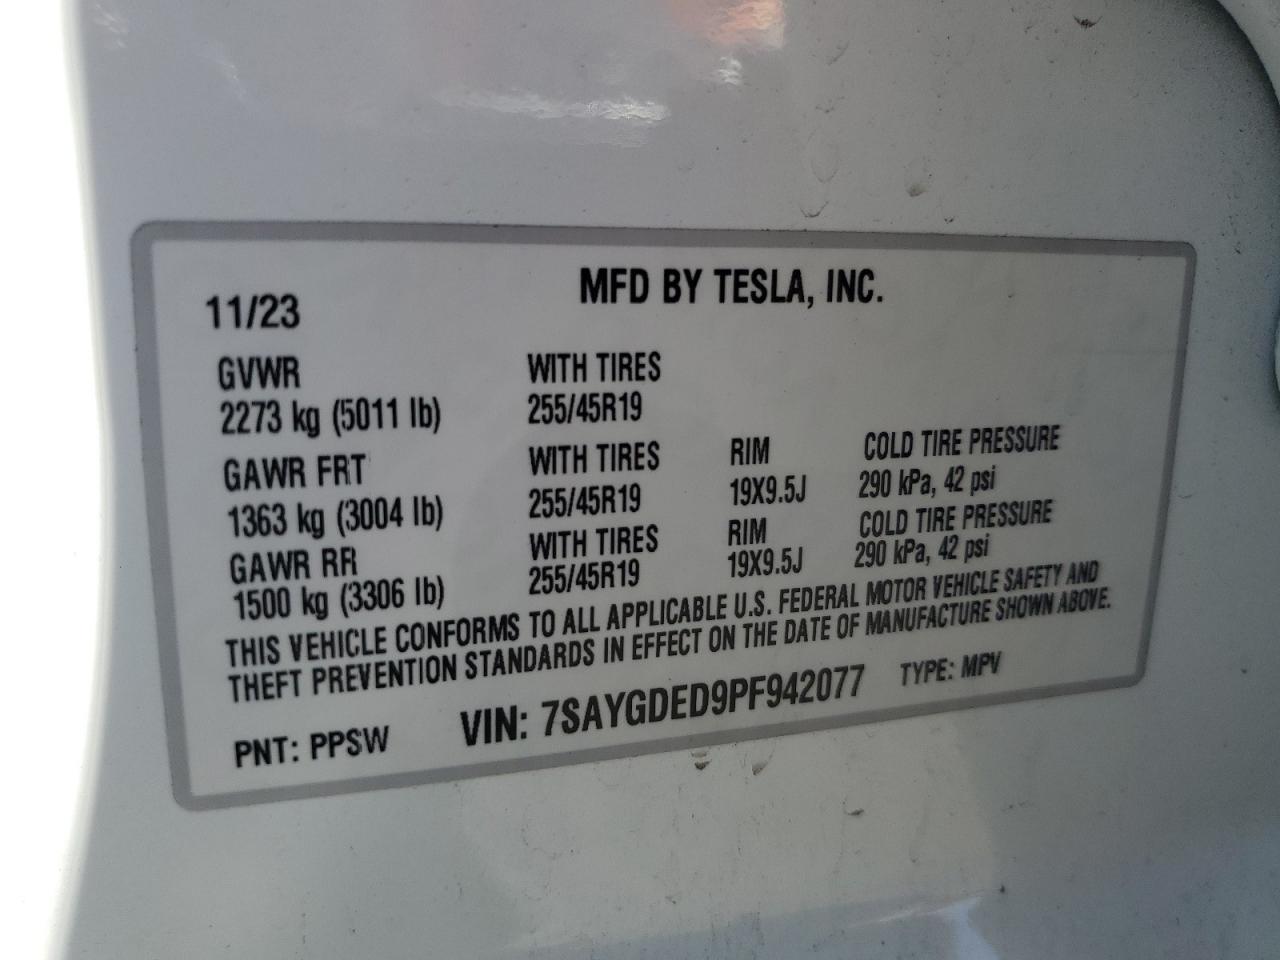 MFD BY TESLA, INC.
11/23
GVWR WITH TIRES
2273 kg (5011 lb) 255/45R19
GAWR FRT WITH TIRES RIM COLD TIRE PRESSURE
1363 kg (3004 lb) 255/45R19 19X9.5J 290 kPa, 42 psi
GAWR RR WITH TIRES RIM COLD TIRE PRESSURE
1500 kg (3306 lb) 255/45R19 19X9.5J 290 kPa, 42 psi
THIS VEHICLE CONFORMS TO ALL APPLICABLE U.S. FEDERAL MOTOR VEHICLE SAFETY AND
THEFT PREVENTION STANDARDS IN EFFECT ON THE DATE OF MANUFACTURE SHOWN ABOVE.
PNT: PPSW VIN: 7SAYGDED9PF942077 TYPE: MPV